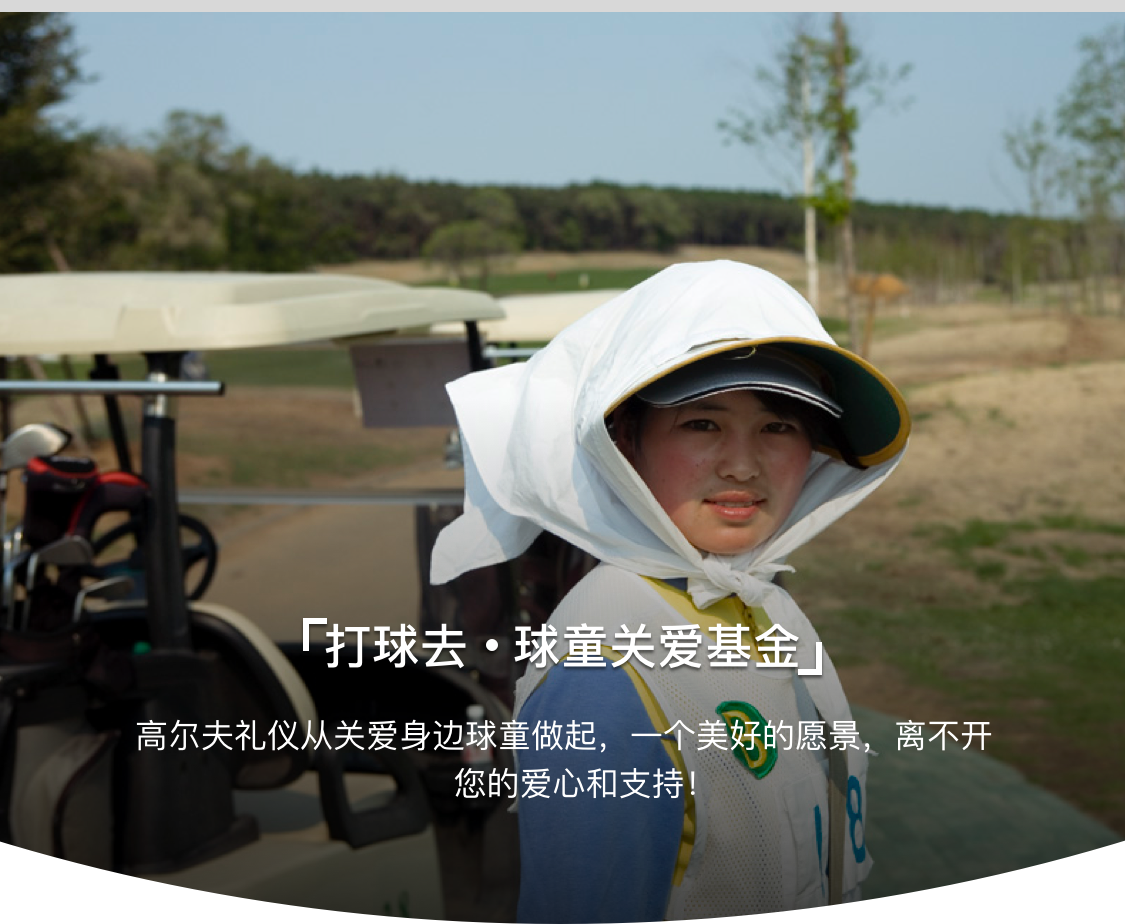 「打球去·球童关爱基金」
高尔夫礼仪从关爱身边球童做起，一个美好的愿景，离不开
您的爱心和支持！
B
8